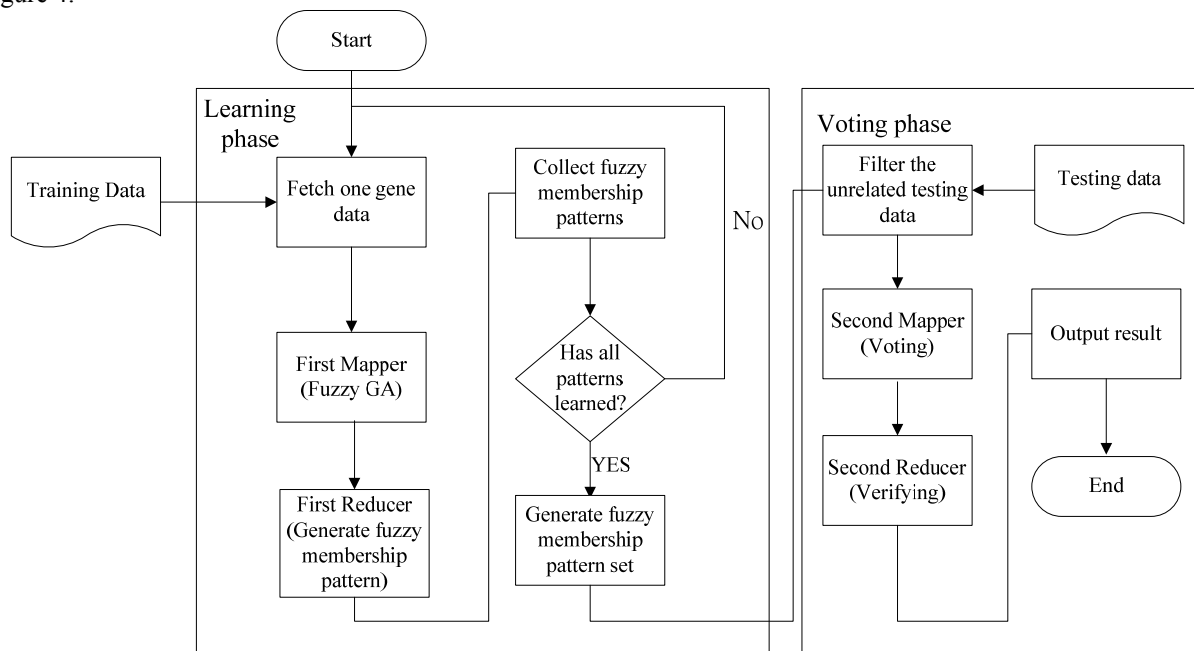 Start
Learning
phase
Training Data
Fetch one gene
data
First Mapper
(Fuzzy GA)
First Reducer
(Generate fuzzy
membership
pattern)
Collect fuzzy
membership
patterns
Has all
patterns
learned?
No
YES
Generate fuzzy
membership
pattern set
Voting phase
Filter the
unrelated testing
data
Testing data
Second Mapper
(Voting)
Second Reducer
(Verifying)
Output result
End